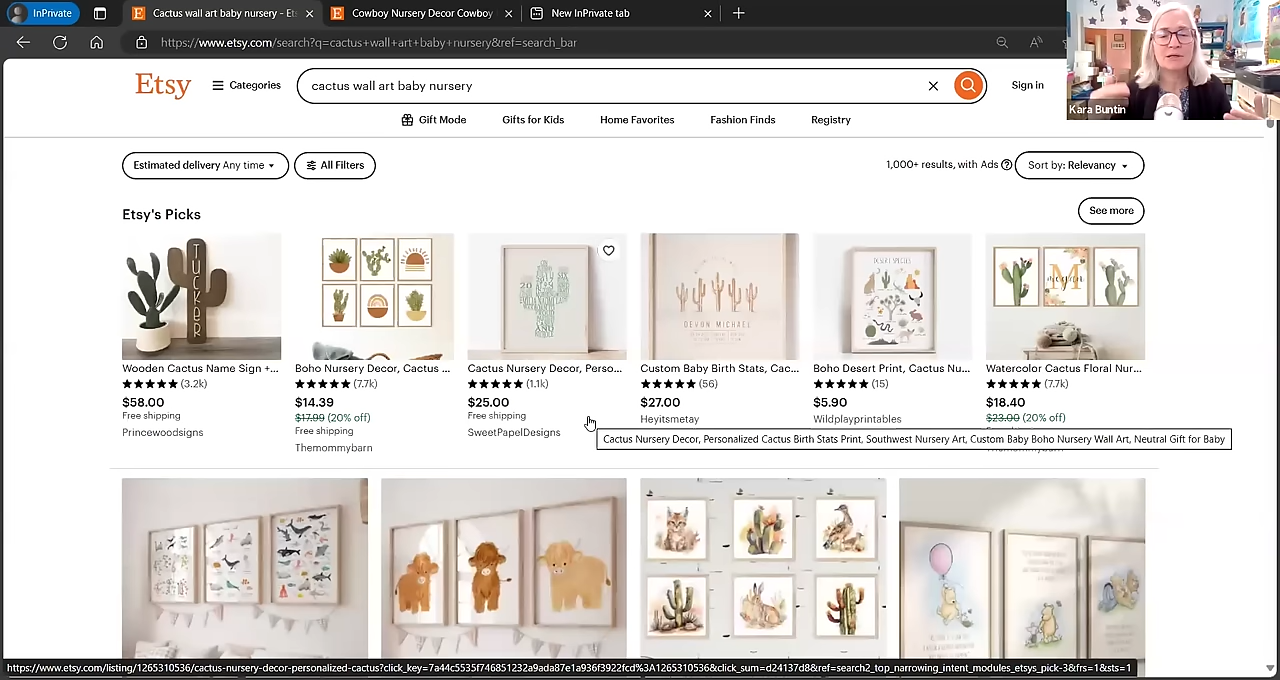 InPrivate
Cactus wall art baby nursery - Ets
Cowboy Nursery Decor Cowboy
New InPrivate tab
https://www.etsy.com/search?q=cactus+wall+art+baby+nursery&ref=search_bar
Kara Buntin
Etsy
Categories
cactus wall art baby nursery
Sign in
Gift Mode
Gifts for Kids
Home Favorites
Fashion Finds
Registry
Estimated delivery Any time
All Filters
1,000+ results, with Ads ?
Sort by: Relevancy
Etsy's Picks
See more
TUCKER
DEVON MICHAEL
DESERT SPECIES
M
megan
Wooden Cactus Name Sign +...
(3.2k)
$58.00
Free shipping
Princewoodsigns
Boho Nursery Decor, Cactus ...
(7.7k)
$14.39
$17.99 (20% off)
Free shipping
Themommybarn
Cactus Nursery Decor, Perso...
(1.1k)
$25.00
Free shipping
SweetPapelDesigns
Custom Baby Birth Stats, Cac...
(56)
$27.00
Heyitsmetay
Boho Desert Print, Cactus Nu...
(15)
$5.90
Wildplayprintables
Watercolor Cactus Floral Nur...
(7.7k)
$18.40
$23.00 (20% off)
Cactus Nursery Decor, Personalized Cactus Birth Stats Print, Southwest Nursery Art, Custom Baby Boho Nursery Wall Art, Neutral Gift for Baby
https://www.etsy.com/listing/1265310536/cactus-nursery-decor-personalized-cactus?click_key=7a44c5535f746851232a9ada87e1a936f3922fcd%3A1265310536&click_sum=d24137d8&ref=search2_top_narrowing_intent_modules_etsys_pick-3&frs=1&sts=1